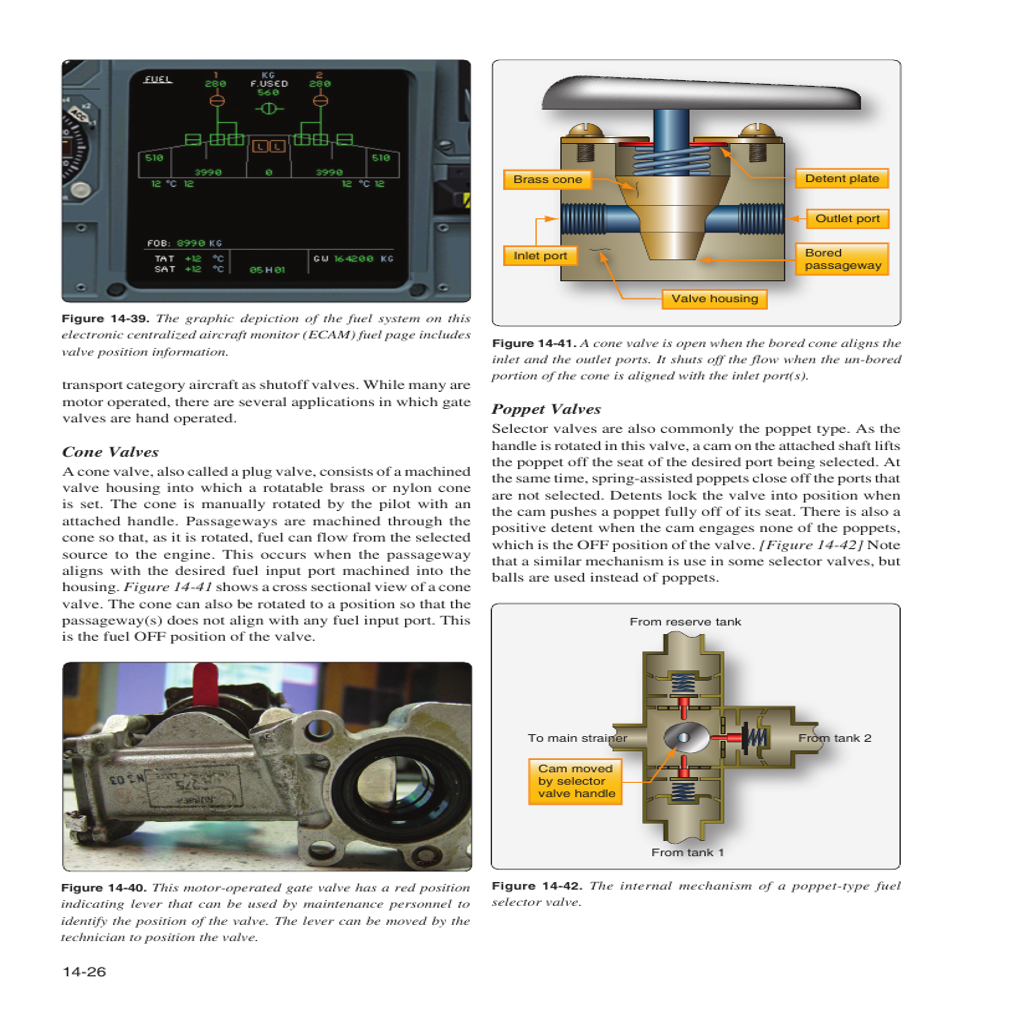 FUEL
1
KG
2
280
F.USED
280
560
L L
510
510
3990
0
3990
12 °C 12
12 °C 12
FOB: 8990 KG
TAT +12 °C
GW 164200 KG
SAT +12 °C
05H01
Figure 14-39. The graphic depiction of the fuel system on this
electronic centralized aircraft monitor (ECAM) fuel page includes
valve position information.
transport category aircraft as shutoff valves. While many are
motor operated, there are several applications in which gate
valves are hand operated.
Cone Valves
A cone valve, also called a plug valve, consists of a machined
valve housing into which a rotatable brass or nylon cone
is set. The cone is manually rotated by the pilot with an
attached handle. Passageways are machined through the
cone so that, as it is rotated, fuel can flow from the selected
source to the engine. This occurs when the passageway
aligns with the desired fuel input port machined into the
housing. Figure 14-41 shows a cross sectional view of a cone
valve. The cone can also be rotated to a position so that the
passageway(s) does not align with any fuel input port. This
is the fuel OFF position of the valve.
Figure 14-40. This motor-operated gate valve has a red position
indicating lever that can be used by maintenance personnel to
identify the position of the valve. The lever can be moved by the
technician to position the valve.
Brass cone
Detent plate
Outlet port
Inlet port
Bored
passageway
Valve housing
Figure 14-41. A cone valve is open when the bored cone aligns the
inlet and the outlet ports. It shuts off the flow when the un-bored
portion of the cone is aligned with the inlet port(s).
Poppet Valves
Selector valves are also commonly the poppet type. As the
handle is rotated in this valve, a cam on the attached shaft lifts
the poppet off the seat of the desired port being selected. At
the same time, spring-assisted poppets close off the ports that
are not selected. Detents lock the valve into position when
the cam pushes a poppet fully off of its seat. There is also a
positive detent when the cam engages none of the poppets,
which is the OFF position of the valve. [Figure 14-42] Note
that a similar mechanism is use in some selector valves, but
balls are used instead of poppets.
From reserve tank
To main strainer
From tank 2
Cam moved
by selector
valve handle
From tank 1
Figure 14-42. The internal mechanism of a poppet-type fuel
selector valve.
14-26